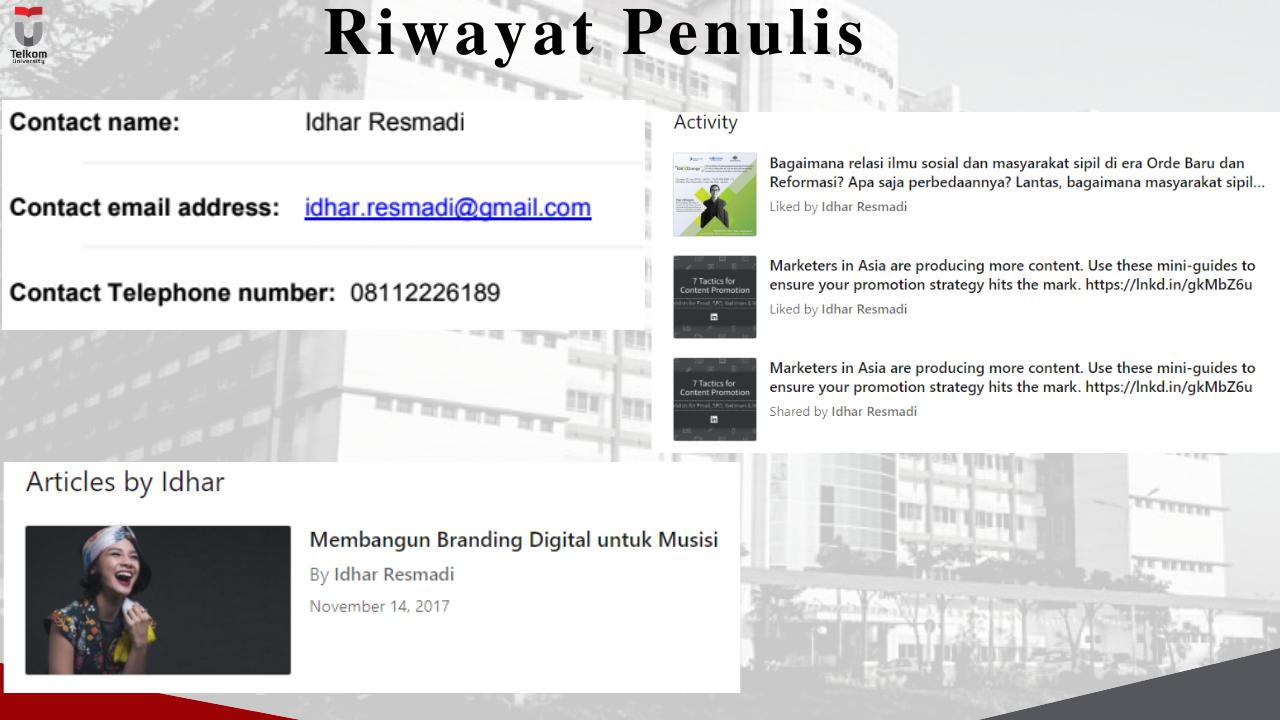 Telkom
University
Riwayat Penulis
Contact name: Idhar Resmadi
Contact email address: idhar.resmadi@gmail.com
Contact Telephone number: 08112226189
Activity
Bagaimana relasi ilmu sosial dan masyarakat sipil di era Orde Baru dan
Reformasi? Apa saja perbedaannya? Lantas, bagaimana masyarakat sipil...
Liked by Idhar Resmadi
7 Tactics for
Content Promotion
Marketers in Asia are producing more content. Use these mini-guides to
ensure your promotion strategy hits the mark. https://lnkd.in/gkMbZ6u
Liked by Idhar Resmadi
7 Tactics for
Content Promotion
Marketers in Asia are producing more content. Use these mini-guides to
ensure your promotion strategy hits the mark. https://lnkd.in/gkMbZ6u
Shared by Idhar Resmadi
Articles by Idhar
Membangun Branding Digital untuk Musisi
By Idhar Resmadi
November 14, 2017